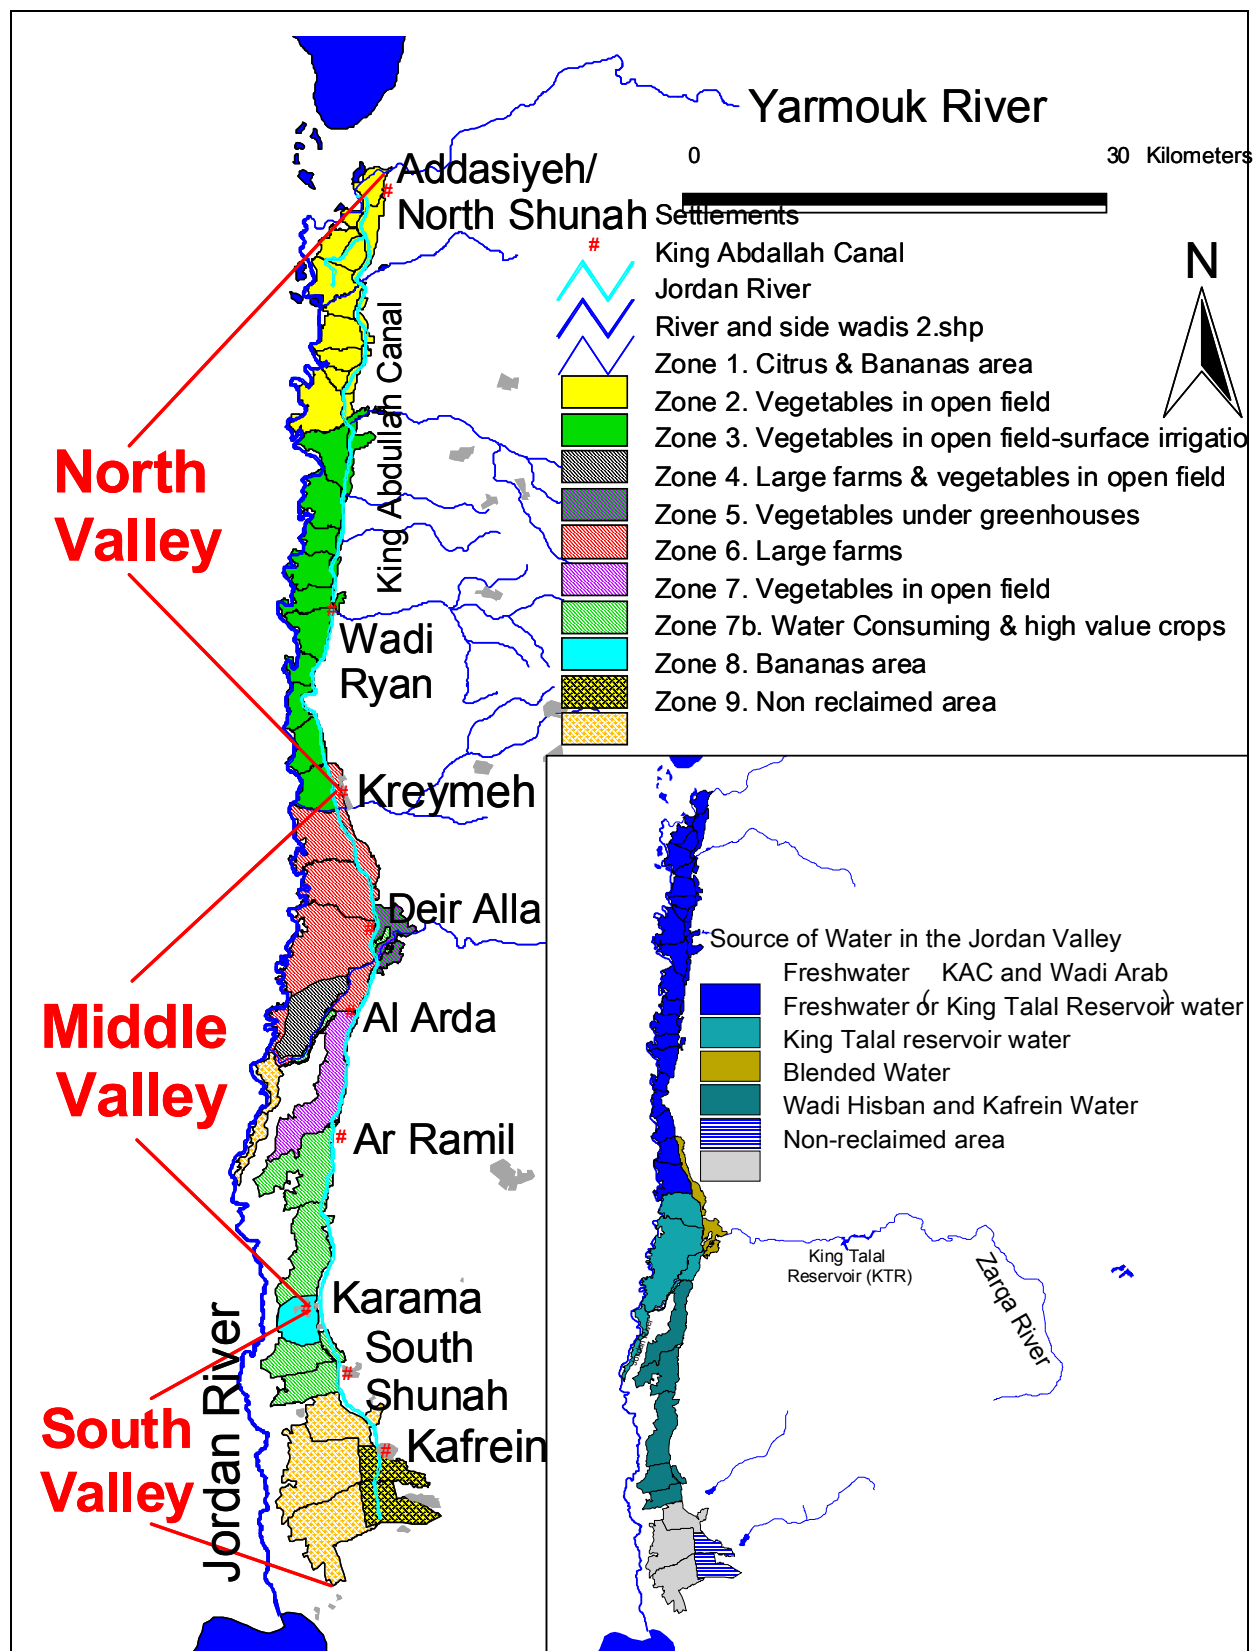 Yarmouk River
0
30 Kilometers
Addasiyeh/
North Shunah
Settlements
#
King Abdallah Canal
Jordan River
River and side wadis 2.shp
Zone 1. Citrus & Bananas area
Zone 2. Vegetables in open field
Zone 3. Vegetables in open field-surface irrigatio
Zone 4. Large farms & vegetables in open field
Zone 5. Vegetables under greenhouses
Zone 6. Large farms
Zone 7. Vegetables in open field
Zone 7b. Water Consuming & high value crops
Zone 8. Bananas area
Zone 9. Non reclaimed area
N
King Abdullah Canal
North
Valley
Wadi
Ryan
Kreymeh
Deir Alla
Al Arda
Middle
Valley
Ar Ramil
Karama
South
Shunah
Kafrein
South
Valley
Jordan River
Source of Water in the Jordan Valley
Freshwater ( KAC and Wadi Arab )
Freshwater or King Talal Reservoir water
King Talal reservoir water
Blended Water
Wadi Hisban and Kafrein Water
Non-reclaimed area
King Talal
Reservoir (KTR)
Zarqa River